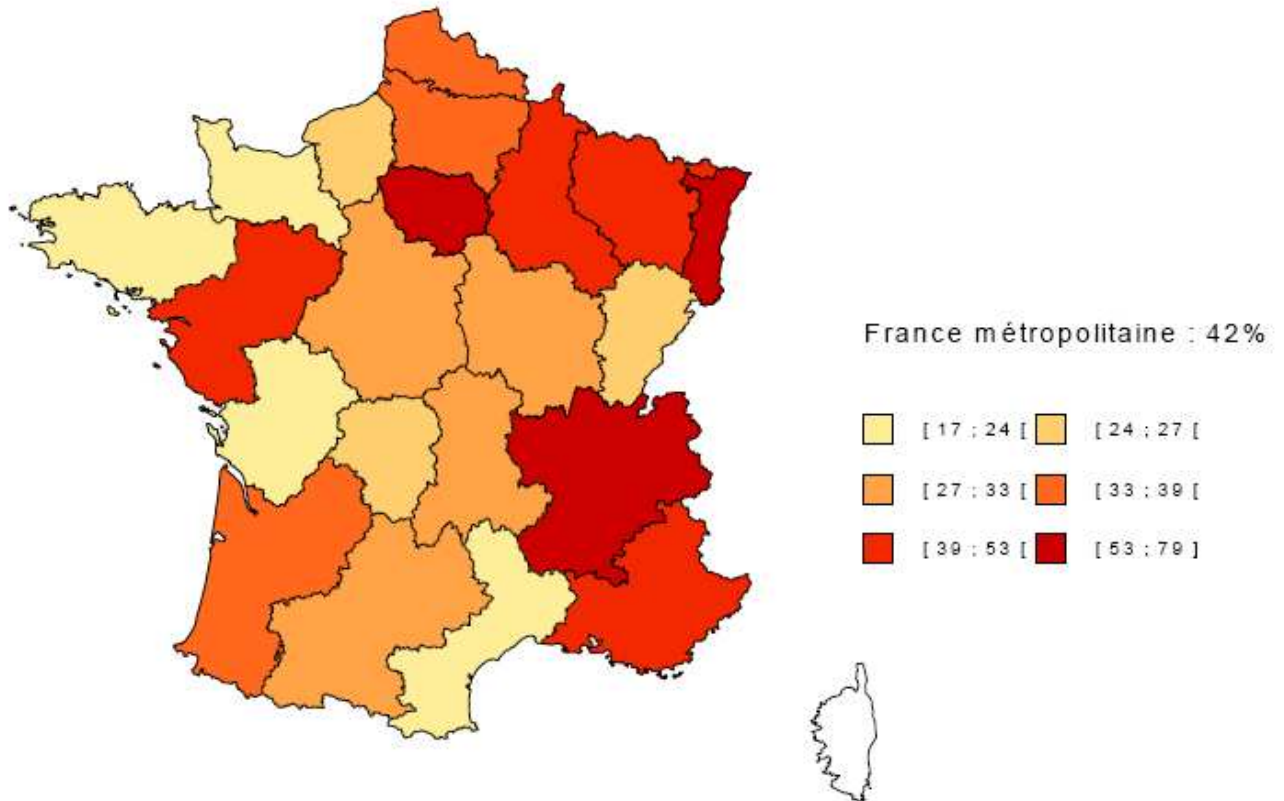 France métropolitaine : 42%
[ 17 ; 24 [ [ 24 ; 27 [
[ 27 ; 33 [ [ 33 ; 39 [
[ 39 ; 53 [ [ 53 ; 79 ]